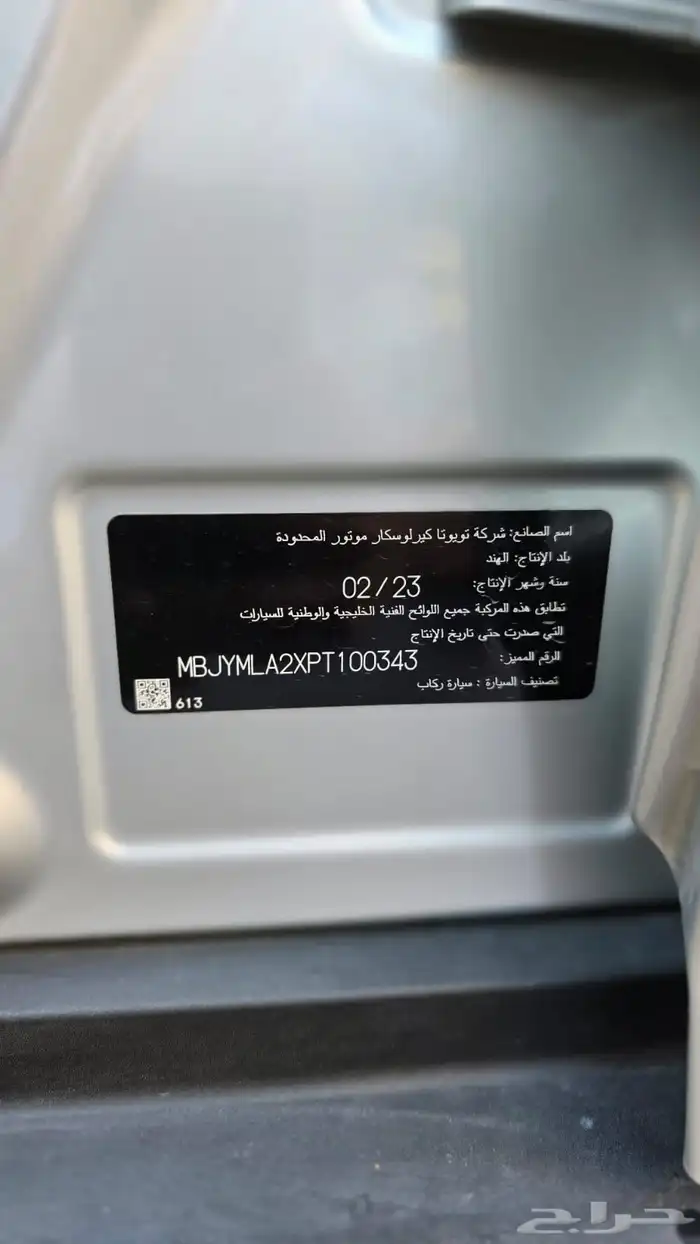 اسم الصانع: شركة تويوتا كيرلوسكار موتور المحدودة
بلد الإنتاج: الهند
سنة وشهر الإنتاج: 02/23
تطابق هذه المركبة جميع اللوائح الفنية الخليجية والوطنية للسيارات
التي صدرت حتى تاريخ الإنتاج
الرقم المميز: MBJYMLA2XPT100343
تصنيف السيارة : سيارة ركاب
613
حراج